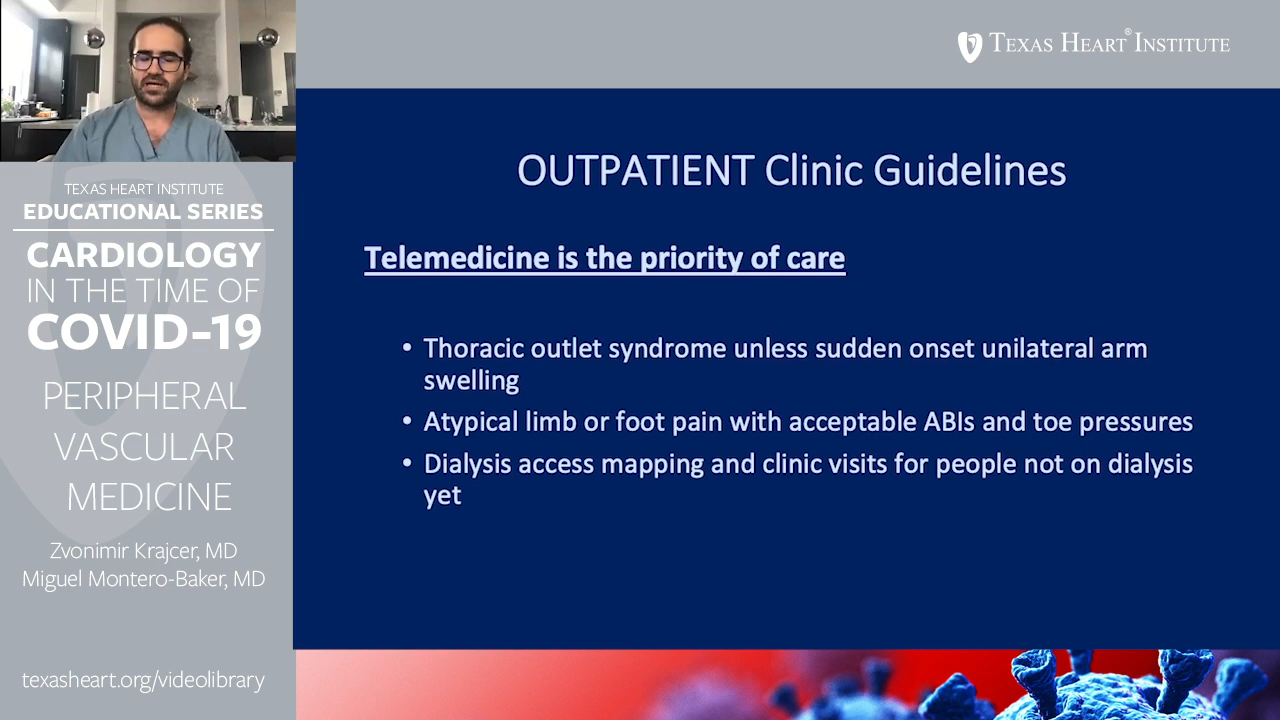 TEXAS HEART® INSTITUTE
TEXAS HEART INSTITUTE
EDUCATIONAL SERIES
CARDIOLOGY
IN THE TIME OF
COVID-19
PERIPHERAL
VASCULAR
MEDICINE
Zvonimir Krajcer, MD
Miguel Montero-Baker, MD
texasheart.org/videolibrary
OUTPATIENT Clinic Guidelines
Telemedicine is the priority of care
• Thoracic outlet syndrome unless sudden onset unilateral arm
swelling
• Atypical limb or foot pain with acceptable ABIs and toe pressures
• Dialysis access mapping and clinic visits for people not on dialysis
yet